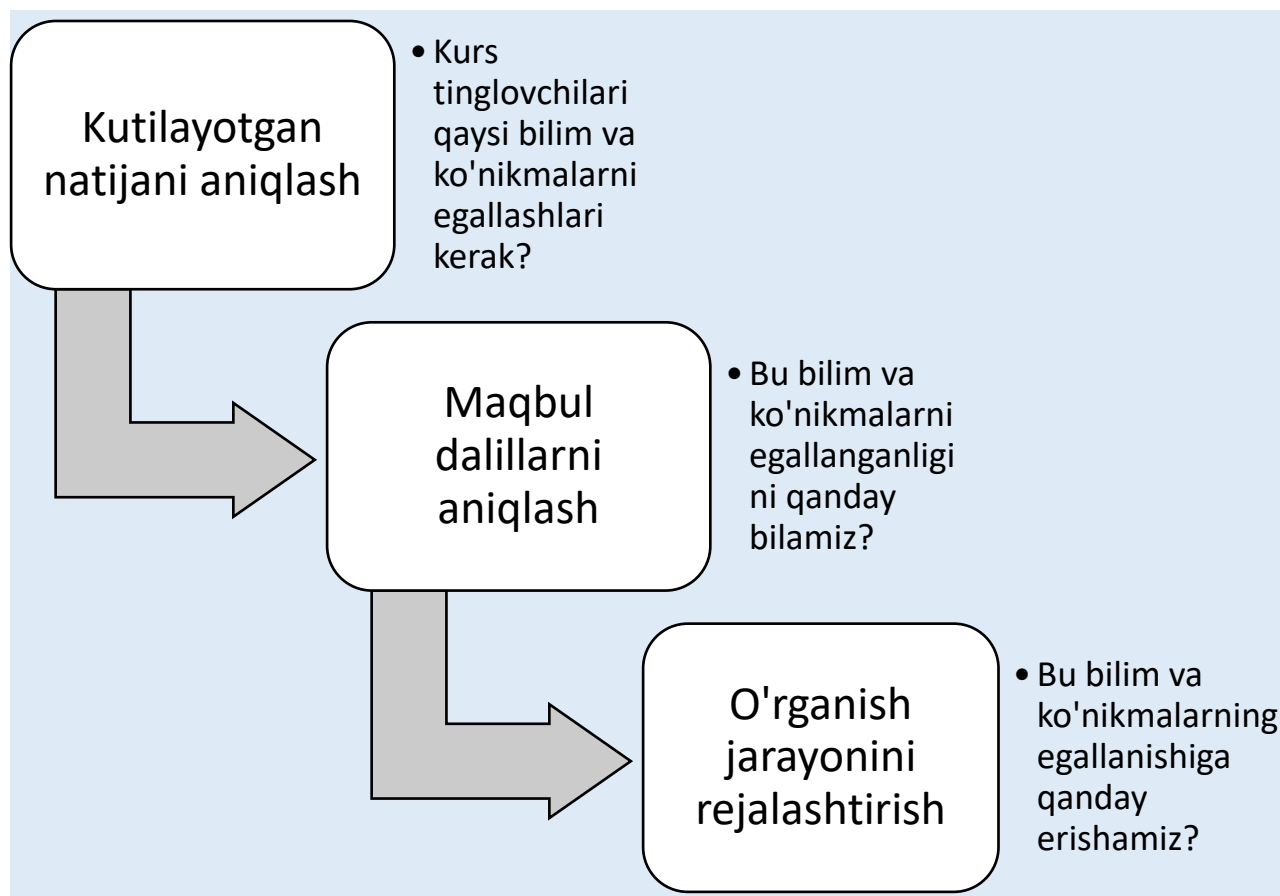 Kutilayotgan
natijani aniqlash
• Kurs
tinglovchilari
qaysi bilim va
ko'nikmalarni
egallashlari
kerak?
Maqbul
dalillarni
aniqlash
• Bu bilim va
ko'nikmalarni
egallanganligi
ni qanday
bilamiz?
O'rganish
jarayonini
rejalashtirish
• Bu bilim va
ko'nikmalarning
egallanishiga
qanday
erishamiz?